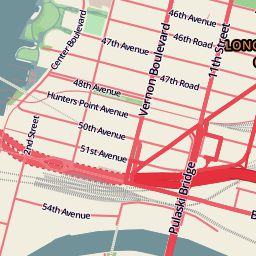 46th Avenue
46th Road
47th Avenue
Center Boulevard
Vernon Boulevard
11th Street
LONG
47th Road
48th Avenue
Hunters Point Avenue
50th Avenue
51st Avenue
2nd Street
Pulaski Bridge
54th Avenue